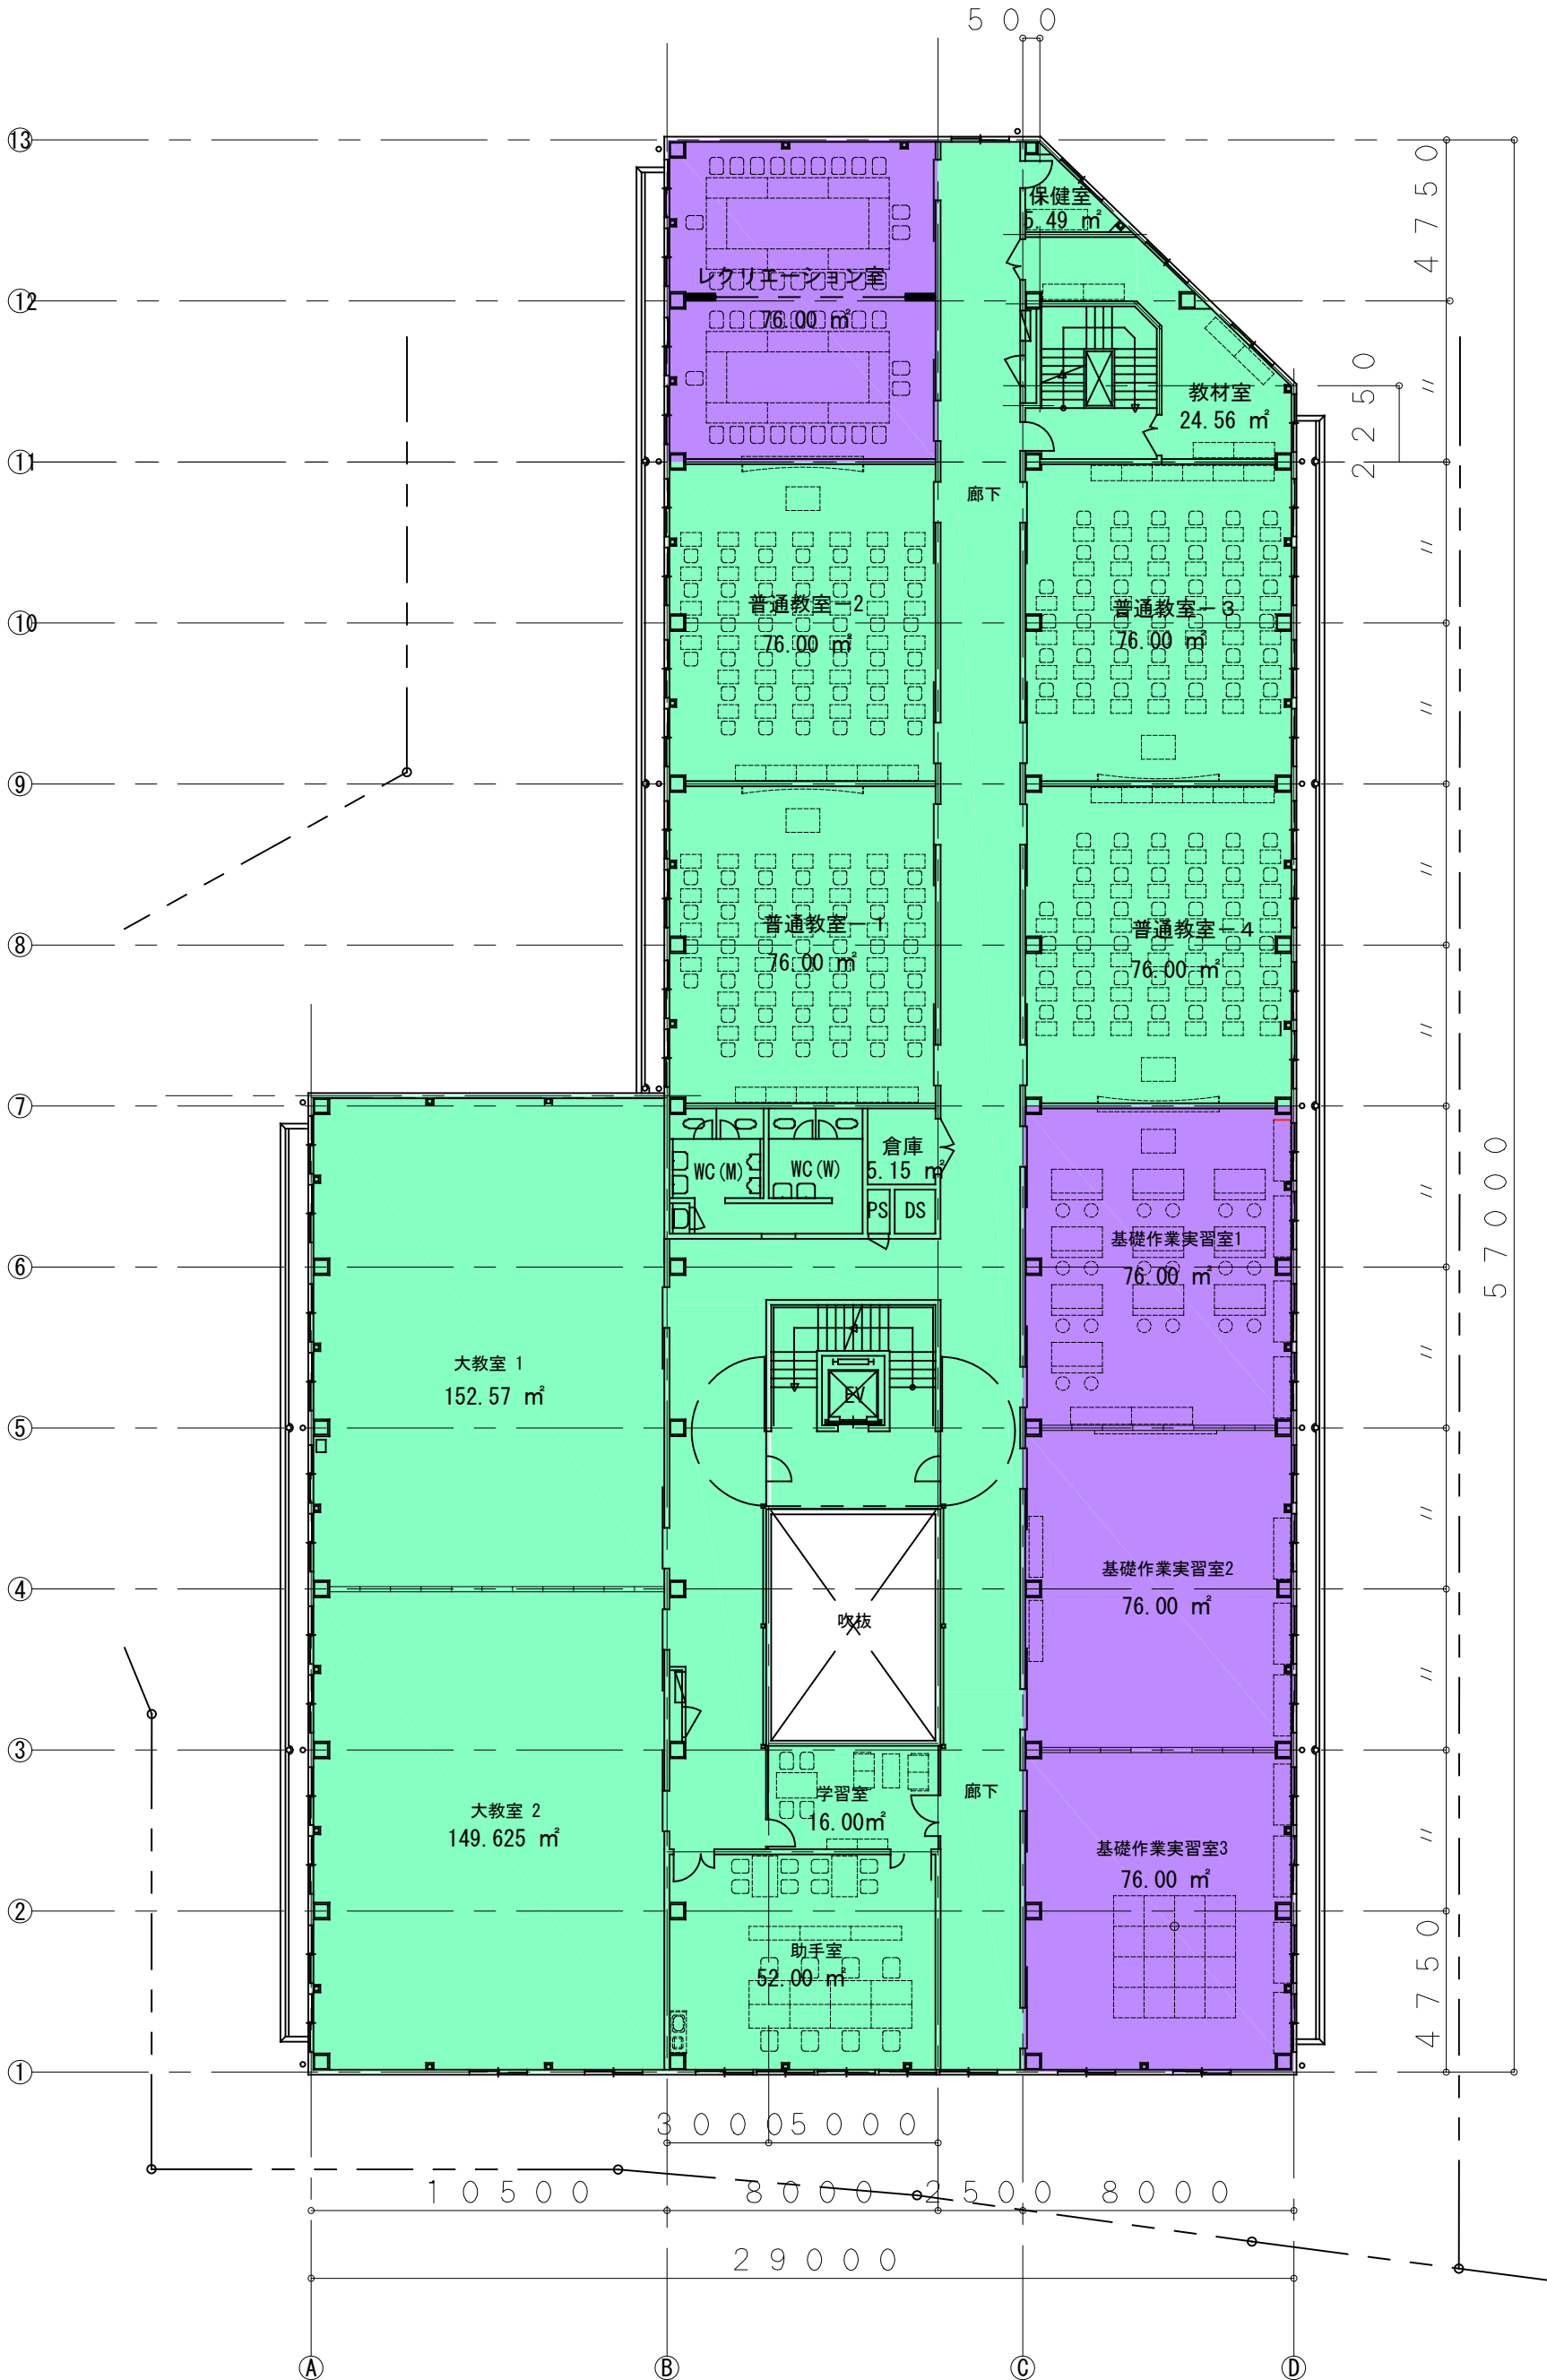 500
⑬
4750
保健室
5.49 ㎡
レクリエーション室
76.00 ㎡
⑫
2250
〃
教材室
24.56 ㎡
⑪
廊下
〃
普通教室－2
76.00 ㎡
普通教室－３
76.00 ㎡
⑩
〃
⑨
〃
普通教室－１
76.00 ㎡
普通教室－４
76.00 ㎡
⑧
〃
⑦
倉庫
5.15 ㎡
WC(M)
WC(W)
PS
DS
57000
〃
基礎作業実習室1
76.00 ㎡
⑥
〃
大教室 1
152.57 ㎡
EV
⑤
〃
基礎作業実習室2
76.00 ㎡
④
吹抜
〃
③
学習室
16.00㎡
廊下
大教室 2
149.625 ㎡
〃
基礎作業実習室3
76.00 ㎡
②
助手室
52.00 ㎡
4750
①
3000
5000
10500
8000
2500
8000
29000
Ⓐ
Ⓑ
Ⓒ
Ⓓ